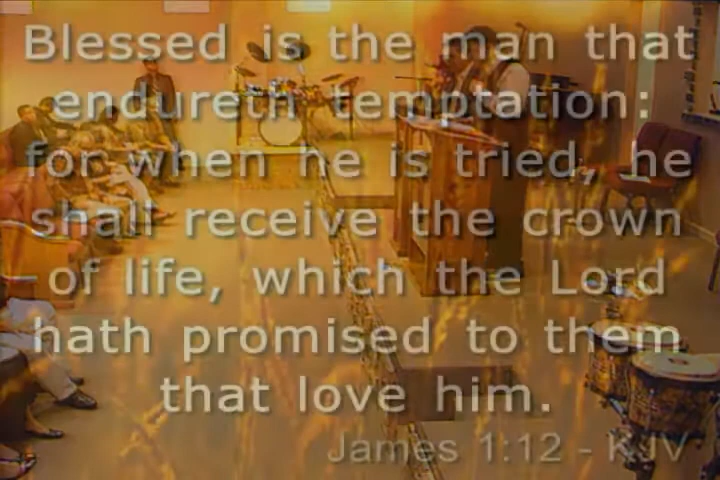 Blessed is the man that
endureth temptation:
for when he is tried, he
shall receive the crown
of life, which the Lord
hath promised to them
that love him.
James 1:12 - KJV